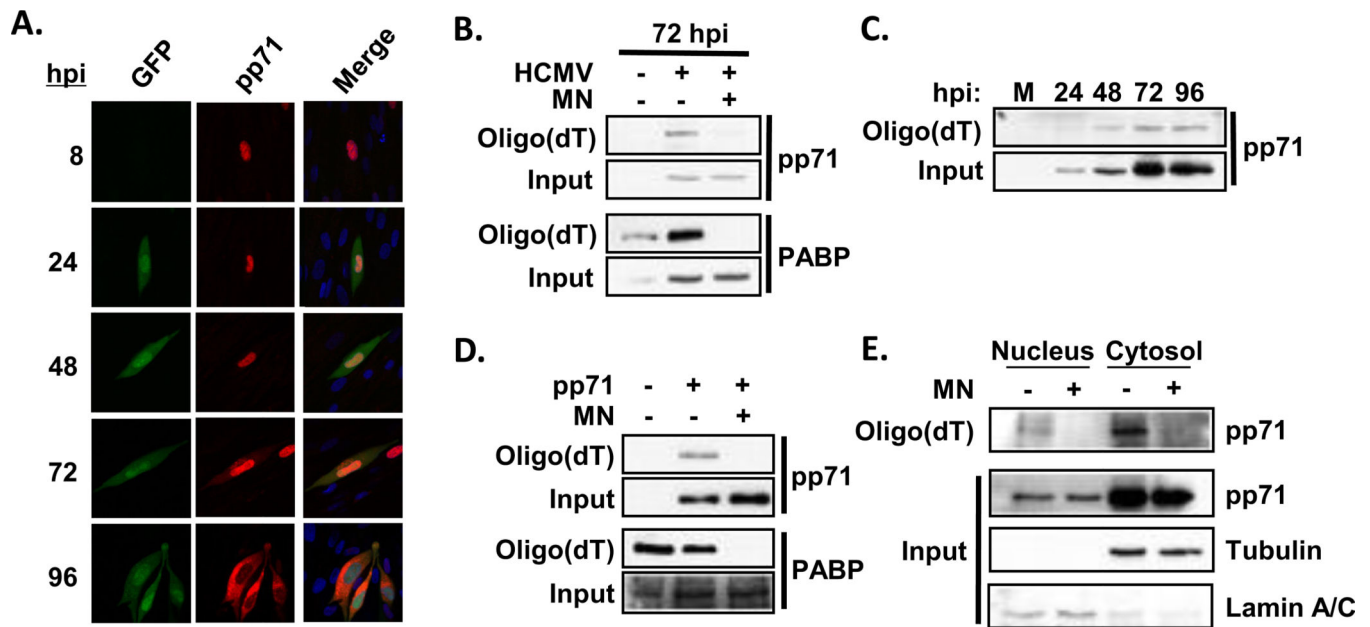 A.
hpi
GFP
pp71
Merge
8
24
48
72
96
B.
72 hpi
HCMV - + +
MN - - +
Oligo(dT)
Input
pp71
Oligo(dT)
Input
PABP
C.
hpi: M 24 48 72 96
Oligo(dT)
Input
pp71
D.
pp71 - + +
MN - - +
Oligo(dT)
Input
pp71
Oligo(dT)
Input
PABP
E.
Nucleus Cytosol
MN - + - +
Oligo(dT) pp71
Input
pp71
Tubulin
Lamin A/C